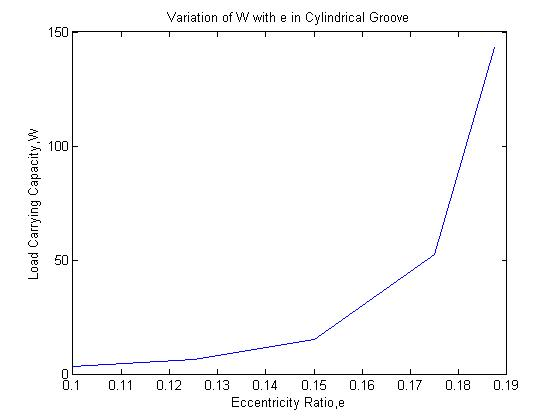 Variation of W with e in Cylindrical Groove
Load Carrying Capacity,W
150
100
50
0
0.1 0.11 0.12 0.13 0.14 0.15 0.16 0.17 0.18 0.19
Eccentricity Ratio,e